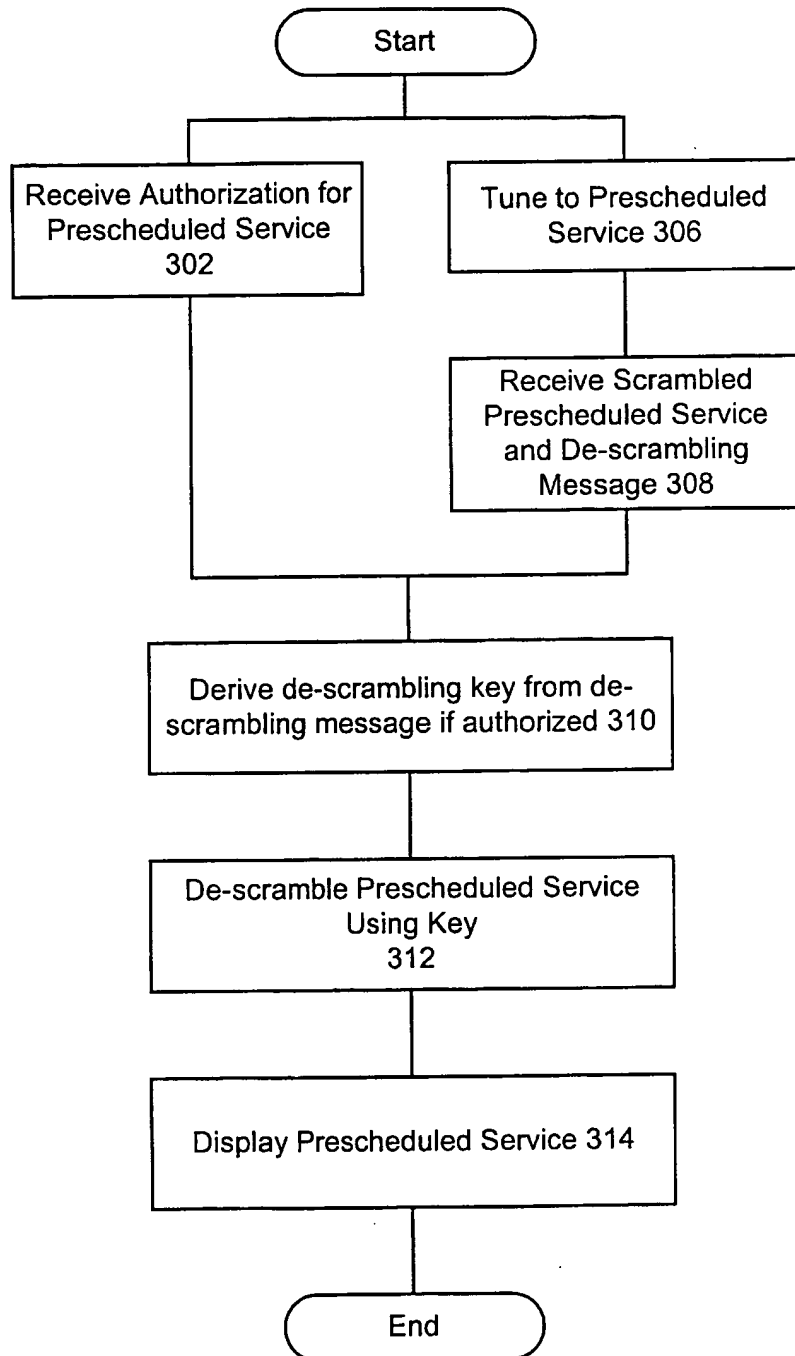 Start
Receive Authorization for
Prescheduled Service
302
Tune to Prescheduled
Service 306
Receive Scrambled
Prescheduled Service
and De-scrambling
Message 308
Derive de-scrambling key from de-
scrambling message if authorized 310
De-scramble Prescheduled Service
Using Key
312
Display Prescheduled Service 314
End